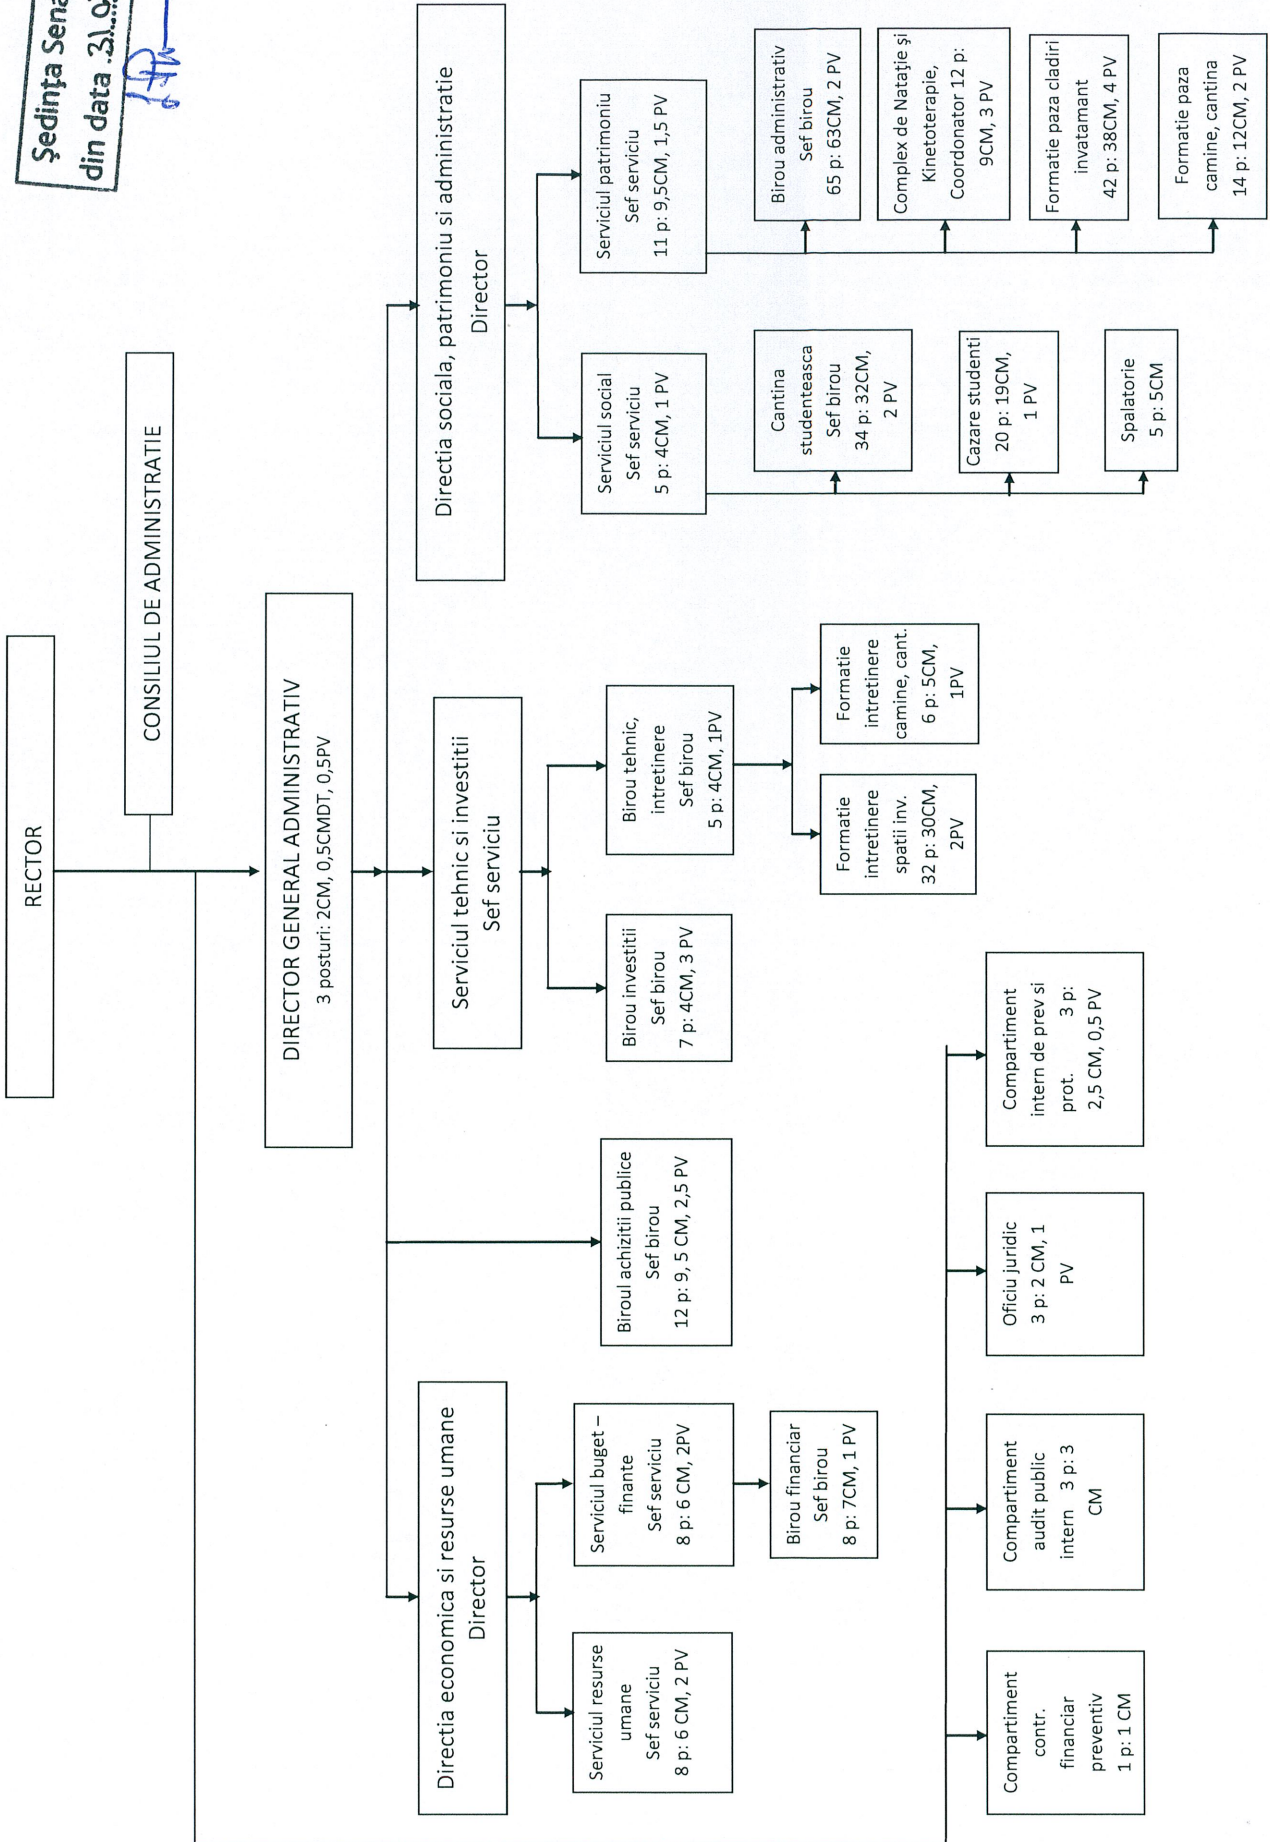 Ședința Sena
din data .31.0
RECTOR
CONSILIUL DE ADMINISTRATIE
DIRECTOR GENERAL ADMINISTRATIV
3 posturi: 2CM, 0,5CMDT, 0,5PV
Directia economica si resurse umane
Director
Serviciul tehnic si investitii
Sef serviciu
Directia sociala, patrimoniu si administratie
Director
Serviciul resurse
umane
Sef serviciu
8 p: 6 CM, 2 PV
Serviciul buget –
finante
Sef serviciu
8 p: 6 CM, 2PV
Biroul achizitii publice
Sef birou
12 p: 9, 5 CM, 2,5 PV
Birou investitii
Sef birou
7 p: 4CM, 3 PV
Birou tehnic,
intretinere
Sef birou
5 p: 4CM, 1PV
Serviciul social
Sef serviciu
5 p: 4CM, 1 PV
Serviciul patrimoniu
Sef serviciu
11 p: 9,5CM, 1,5 PV
Birou financiar
Sef birou
8 p: 7CM, 1 PV
Formatie
intretinere
spatii inv.
32 p: 30CM,
2PV
Formatie
intretinere
camine, cant.
6 p: 5CM,
1PV
Cantina
studenteasca
Sef birou
34 p: 32CM,
2 PV
Cazare studenti
20 p: 19CM,
1 PV
Spalatorie
5 p: 5CM
Birou administrativ
Sef birou
65 p: 63CM, 2 PV
Complex de Natație și
Kinetoterapie,
Coordonator 12 p:
9CM, 3 PV
Formatie paza cladiri
invatamant
42 p: 38CM, 4 PV
Formatie paza
camine, cantina
14 p: 12CM, 2 PV
Compartiment
contr.
financiar
preventiv
1 p: 1 CM
Compartiment
audit public
intern 3 p: 3
CM
Oficiu juridic
3 p: 2 CM, 1
PV
Compartiment
intern de prev si
prot. 3 p:
2,5 CM, 0,5 PV